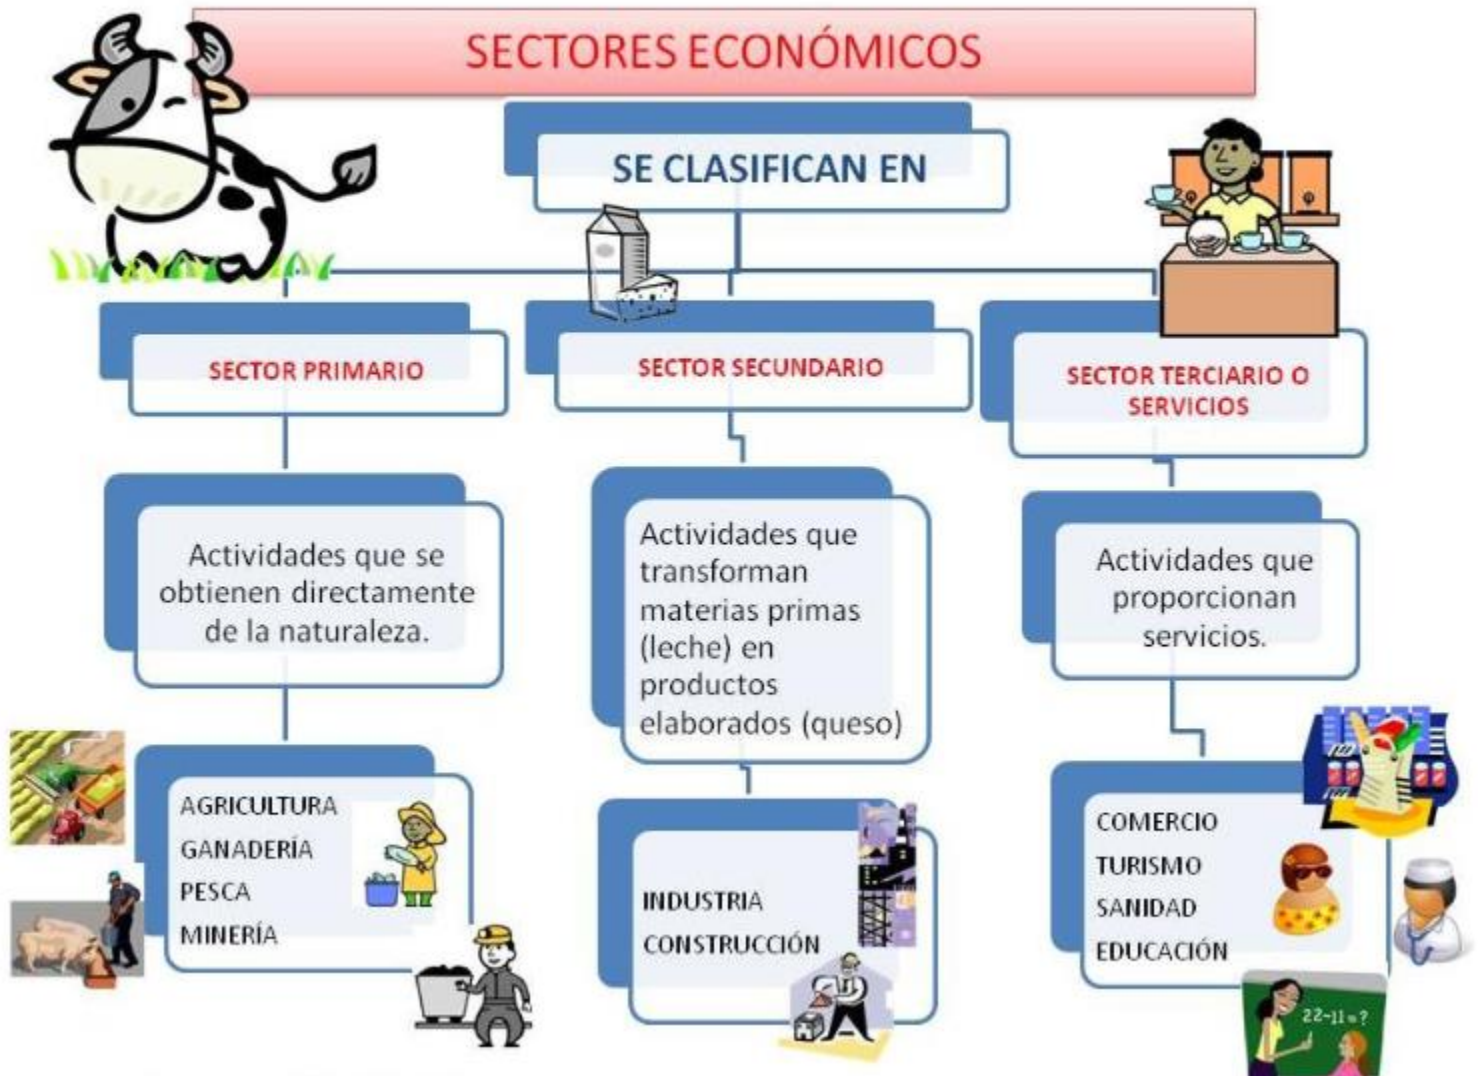 SECTORES ECONÓMICOS
SE CLASIFICAN EN
SECTOR PRIMARIO
Actividades que se
obtienen directamente
de la naturaleza.
AGRICULTURA
GANADERÍA
PESCA
MINERÍA
SECTOR SECUNDARIO
Actividades que
transforman
materias primas
(leche) en
productos
elaborados (queso)
INDUSTRIA
CONSTRUCCIÓN
SECTOR TERCIARIO O
SERVICIOS
Actividades que
proporcionan
servicios.
COMERCIO
TURISMO
SANIDAD
EDUCACIÓN
22-11=?